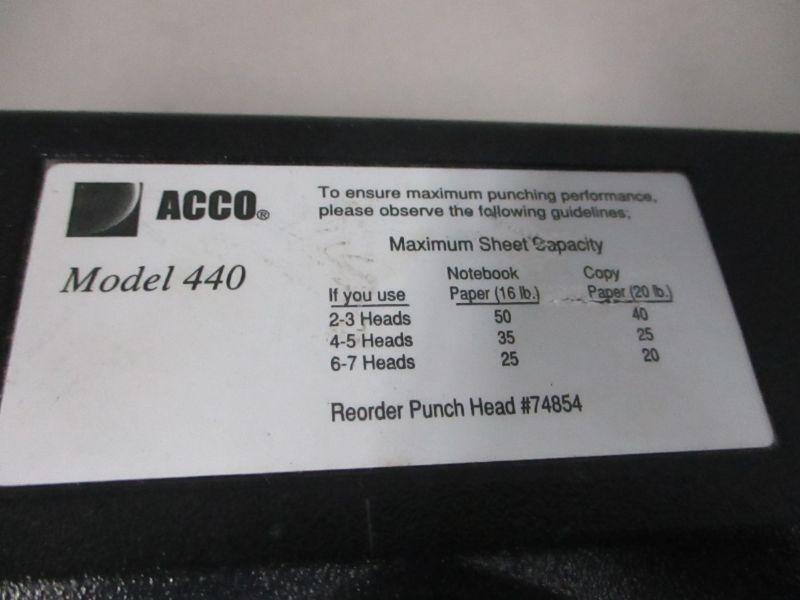 ACCO®
Model 440
To ensure maximum punching performance,
please observe the following guidelines;
Maximum Sheet Capacity
Notebook Copy
If you use Paper (16 lb.) Paper (20 lb.)
2-3 Heads 50 40
4-5 Heads 35 25
6-7 Heads 25 20
Reorder Punch Head #74854